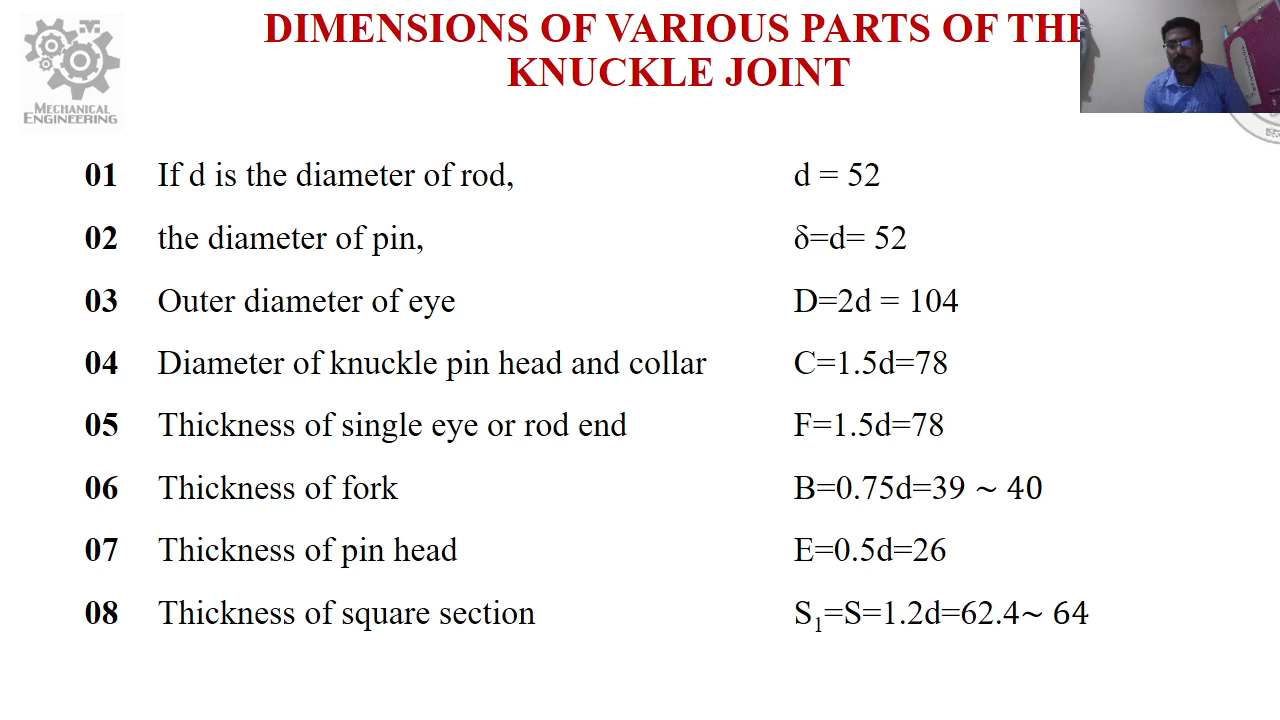 DIMENSIONS OF VARIOUS PARTS OF THE
KNUCKLE JOINT
MECHANICAL
ENGINEERING
01 If d is the diameter of rod, d = 52
02 the diameter of pin, δ=d= 52
03 Outer diameter of eye D=2d = 104
04 Diameter of knuckle pin head and collar C=1.5d=78
05 Thickness of single eye or rod end F=1.5d=78
06 Thickness of fork B=0.75d=39 ~ 40
07 Thickness of pin head E=0.5d=26
08 Thickness of square section S₁=S=1.2d=62.4~ 64